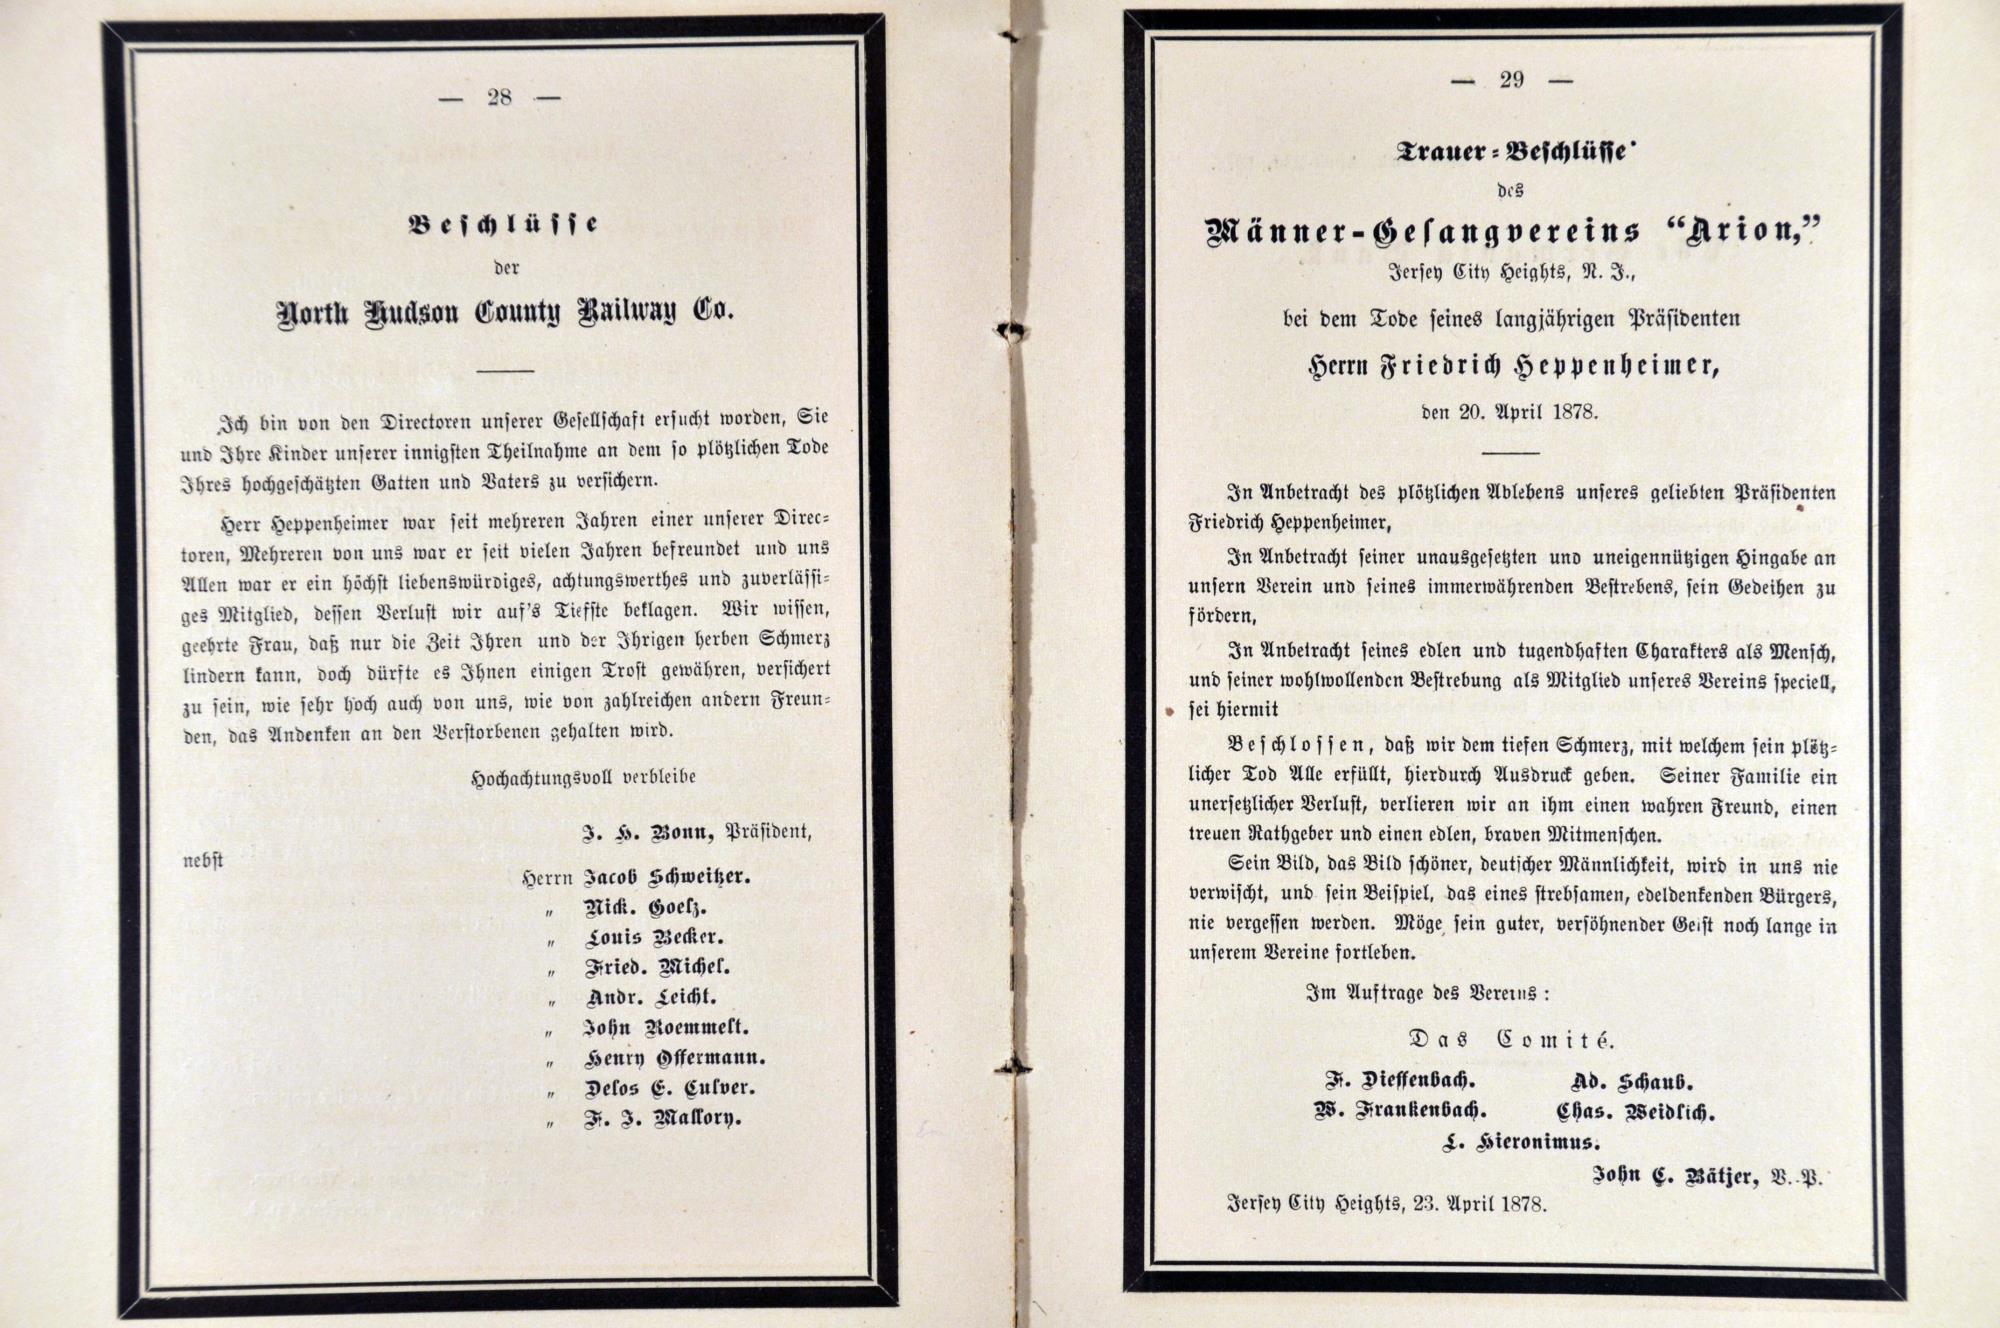 — 28 —
Beschlüsse
der
North Hudson County Railway Co.
Ich bin von den Directoren unserer Gesellschaft ersucht worden, Sie
und Ihre Kinder unserer innigsten Theilnahme an dem so plötzlichen Tode
Ihres hochgeschätzten Gatten und Vaters zu versichern.
Herr Heppenheimer war seit mehreren Jahren einer unserer Direc-
toren, Mehreren von uns war er seit vielen Jahren befreundet und uns
Allen war er ein höchst liebenswürdiges, achtungswerthes und zuverlässi-
ges Mitglied, dessen Verlust wir auf's Tiefste beklagen. Wir wissen,
geehrte Frau, daß nur die Zeit Ihren und der Ihrigen herben Schmerz
lindern kann, doch dürfte es Ihnen einigen Trost gewähren, versichert
zu sein, wie sehr hoch auch von uns, wie von zahlreichen andern Freun-
den, das Andenken an den Verstorbenen gehalten wird.
Hochachtungsvoll verbleibe
J. H. Bonn, Präsident,
nebst
Herrn Jacob Schweitzer.
„ Nick. Goelz.
„ Louis Becker.
„ Fried. Michel.
„ Andr. Leicht.
„ John Roemmelt.
„ Henry Offermann.
„ Delos E. Culver.
„ F. J. Mallory.
— 29 —
Trauer-Beschlüsse
des
Männer-Gesangvereins “Arion,”
Jersey City Heights, N. J.,
bei dem Tode seines langjährigen Präsidenten
Herrn Friedrich Heppenheimer,
den 20. April 1878.
In Anbetracht des plötzlichen Ablebens unseres geliebten Präsidenten
Friedrich Heppenheimer,
In Anbetracht seiner unausgesetzten und uneigennützigen Hingabe an
unsern Verein und seines immerwährenden Bestrebens, sein Gedeihen zu
fördern,
In Anbetracht seines edlen und tugendhaften Charakters als Mensch,
und seiner wohlwollenden Bestrebung als Mitglied unseres Vereins speciell,
sei hiermit
Beschlossen, daß wir dem tiefen Schmerz, mit welchem sein plötz-
licher Tod Alle erfüllt, hierdurch Ausdruck geben. Seiner Familie ein
unersetzlicher Verlust, verlieren wir an ihm einen wahren Freund, einen
treuen Rathgeber und einen edlen, braven Mitmenschen.
Sein Bild, das Bild schöner, deutscher Männlichkeit, wird in uns nie
verwischt, und sein Beispiel, das eines strebsamen, edeldenkenden Bürgers,
nie vergessen werden. Möge sein guter, versöhnender Geist noch lange in
unserem Vereine fortleben.
Im Auftrage des Vereins:
Das Comité.
F. Dieffenbach. Ad. Schaub.
W. Frankenbach. Chas. Weidlich.
L. Hieronimus.
John C. Bätjer, V. P.
Jersey City Heights, 23. April 1878.